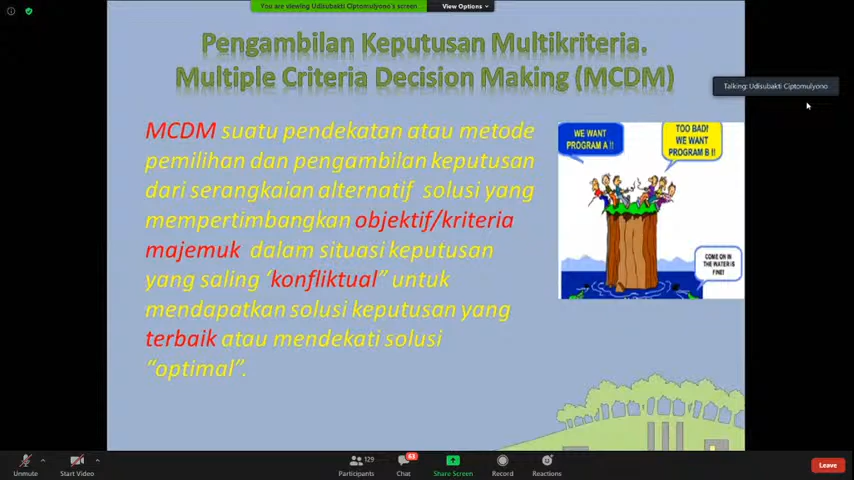 You are viewing Udisubakti Ciptomulyono's screen
View Options
Pengambilan Keputusan Multikriteria.
Multiple Criteria Decision Making (MCDM)
Talking: Udisubakti Ciptomulyono
MCDM suatu pendekatan atau metode
pemilihan dan pengambilan keputusan
dari serangkaian alternatif solusi yang
mempertimbangkan objektif/kriteria
majemuk dalam situasi keputusan
yang saling ‘konfliktual” untuk
mendapatkan solusi keputusan yang
terbaik atau mendekati solusi
“optimal”.
WE WANT
PROGRAM A !!
TOO BAD!
WE WANT
PROGRAM B !!
COME ON IN
THE WATER IS
FINE!
Unmute
Start Video
129
Participants
63
Chat
Share Screen
Record
Reactions
Leave